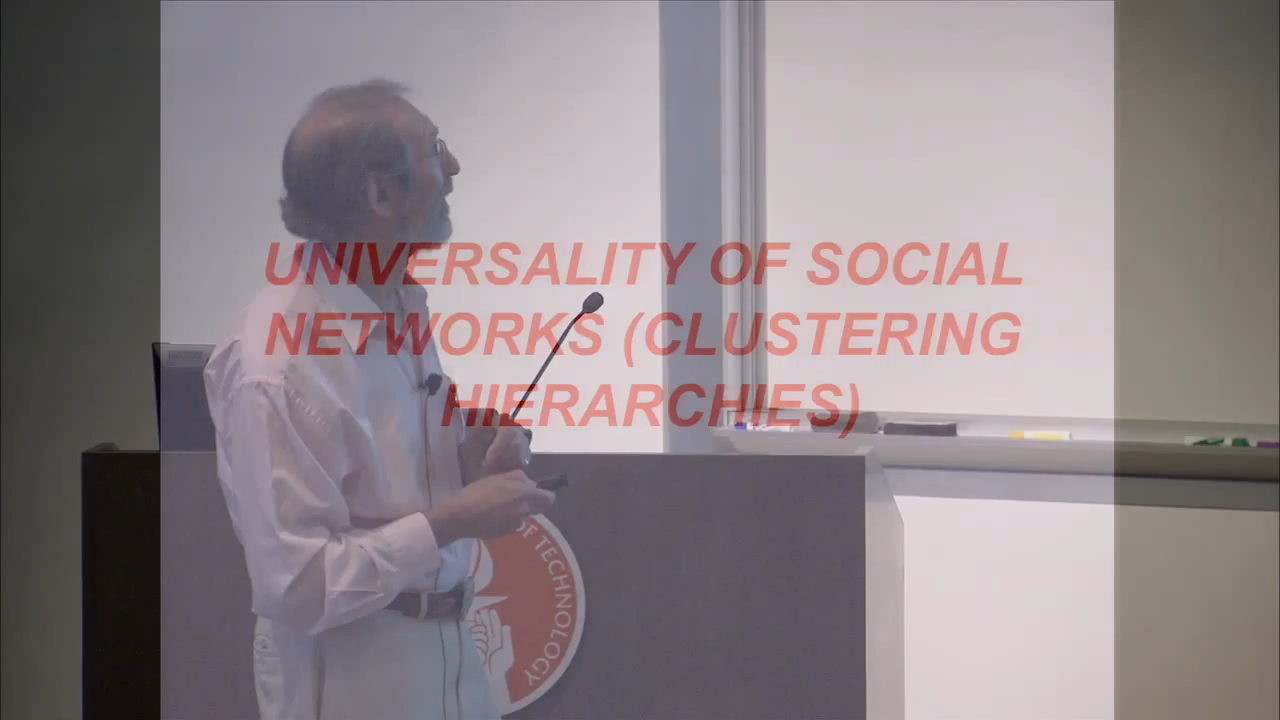 UNIVERSALITY OF SOCIAL
NETWORKS (CLUSTERING
HIERARCHIES)
OF TECHNOLOGY